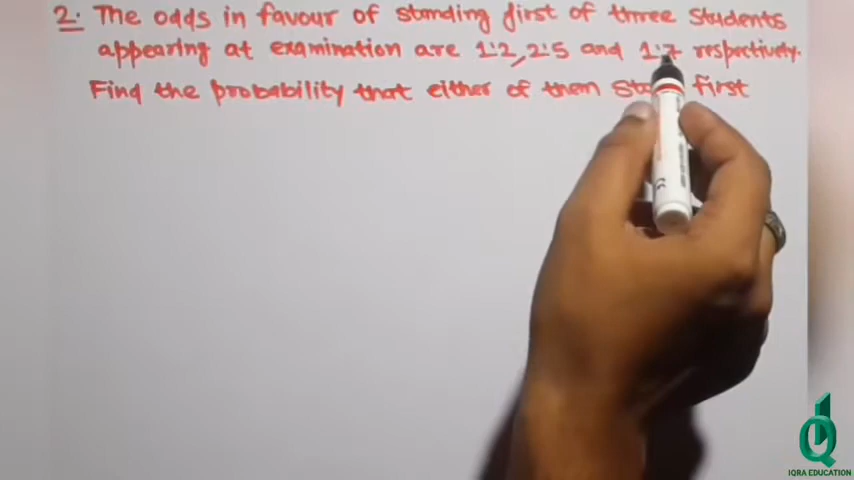 2. The odds in favour of standing first of three students
appearing at examination are 1:2, 2:5 and 1:7 respectively.
Find the probability that either of them first
IQRA EDUCATION